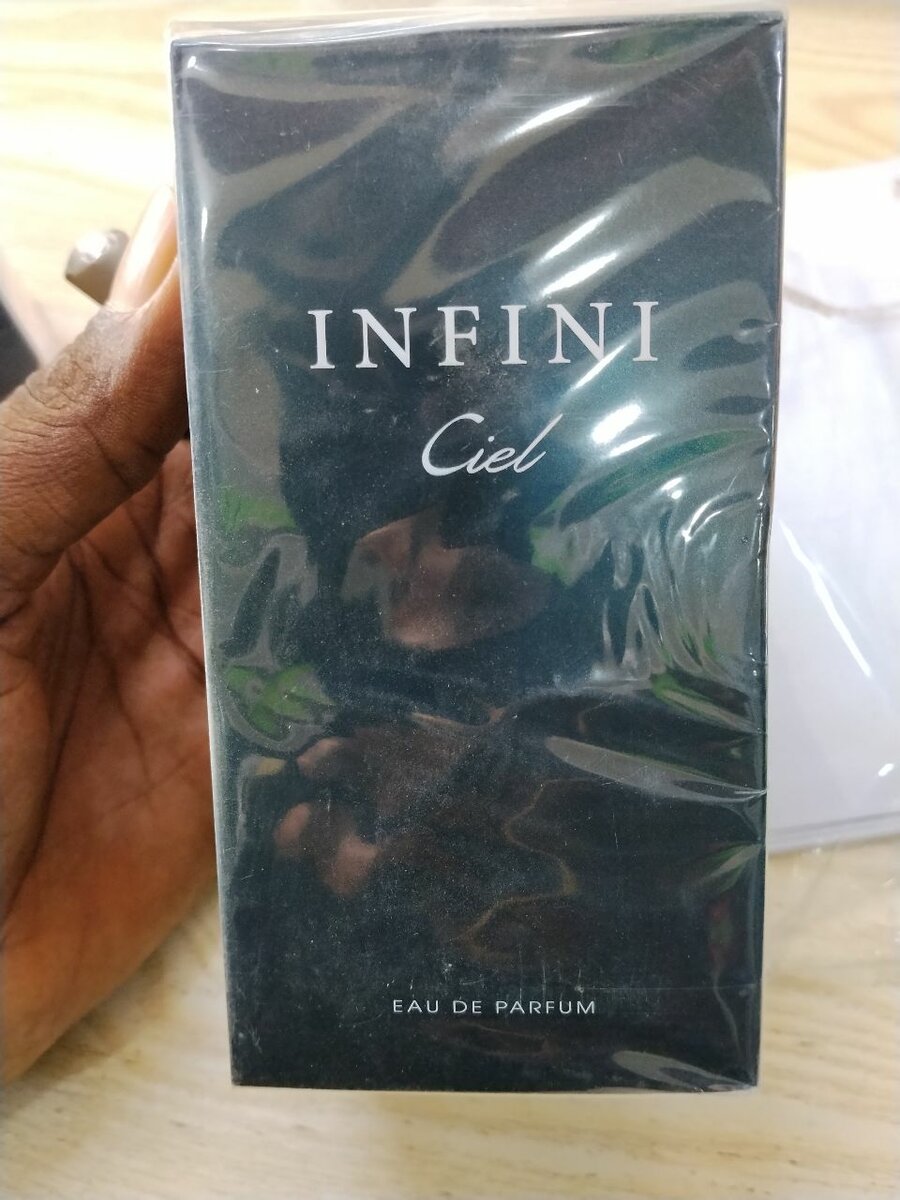 INFINI
Ciel
EAU DE PARFUM